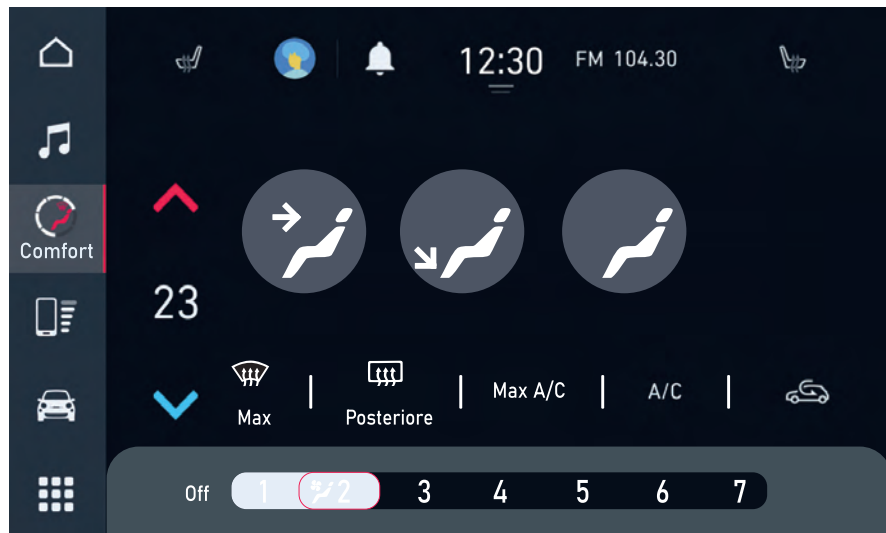 12:30 FM 104.30
Comfort
23
Max
Posteriore
Max A/C
A/C
Off 1 2 3 4 5 6 7